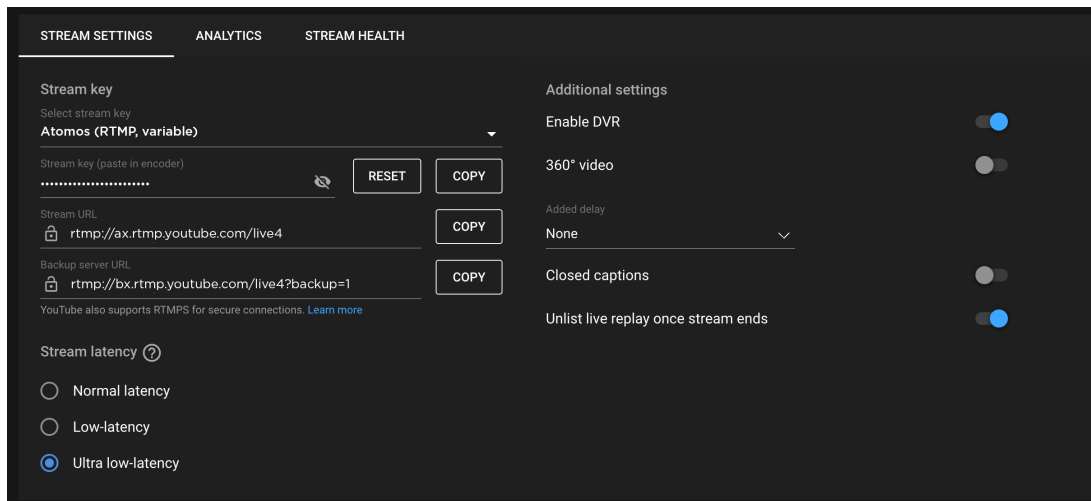 STREAM SETTINGS ANALYTICS STREAM HEALTH
Stream key
Select stream key
Atomos (RTMP, variable)
Stream key (paste in encoder)
•••••••••••••••••••••••• RESET COPY
Stream URL
rtmp://ax.rtmp.youtube.com/live4 COPY
Backup server URL
rtmp://bx.rtmp.youtube.com/live4?backup=1 COPY
YouTube also supports RTMPS for secure connections. Learn more
Stream latency ?
Normal latency
Low-latency
Ultra low-latency
Additional settings
Enable DVR
360° video
Added delay
None
Closed captions
Unlist live replay once stream ends